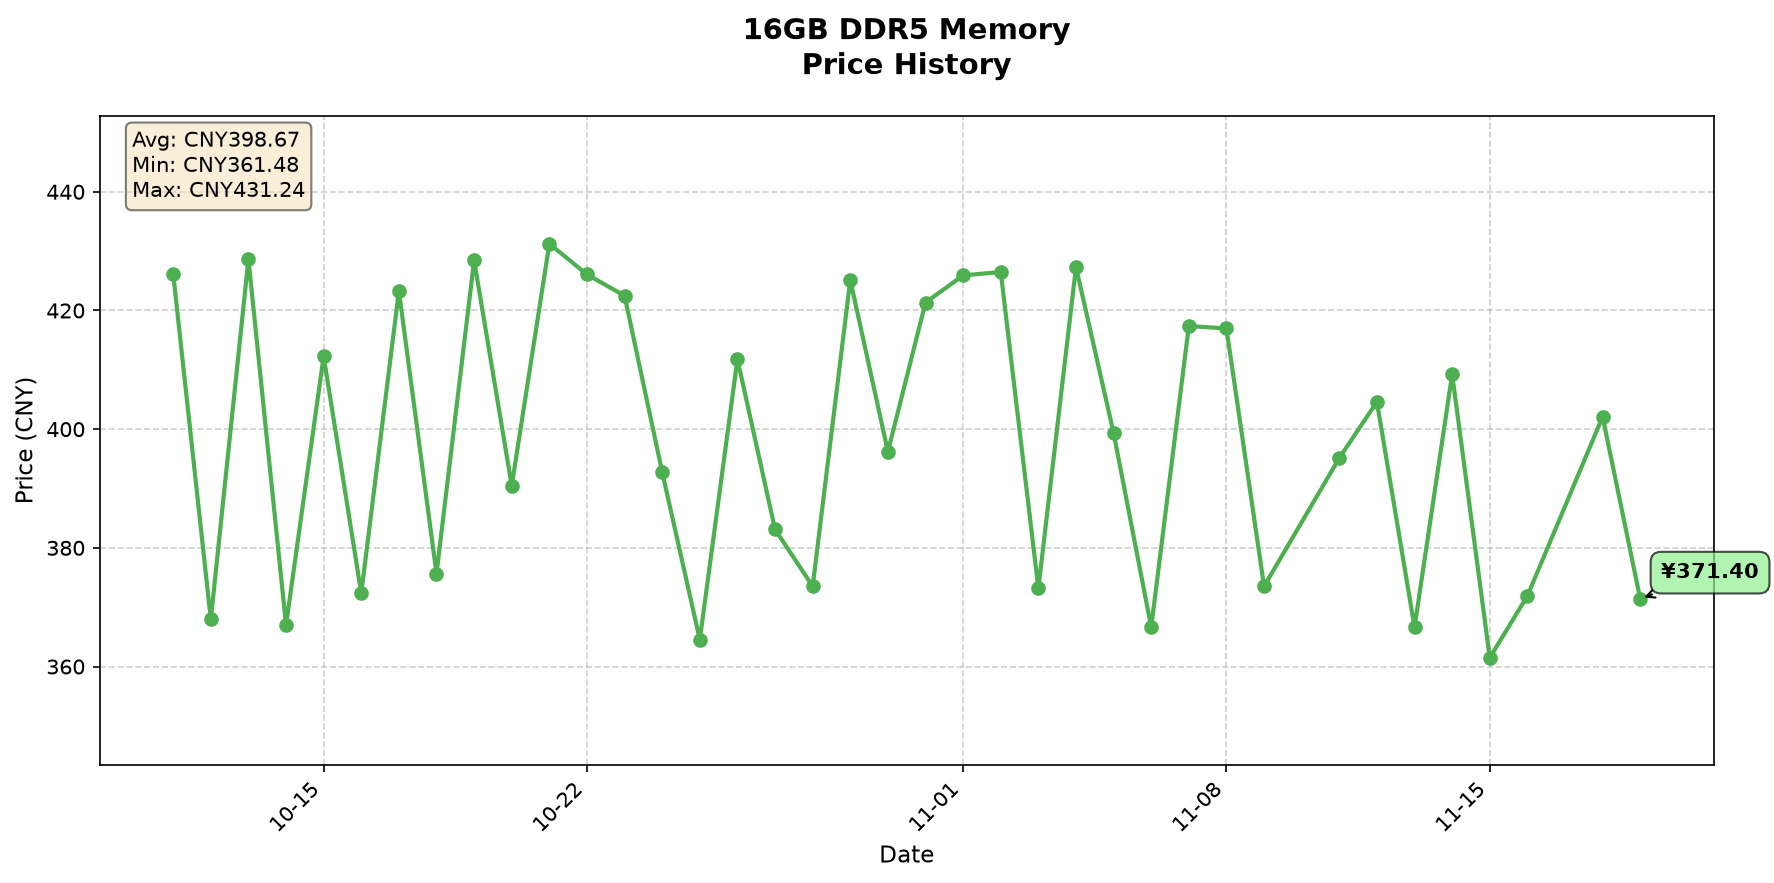 16GB DDR5 Memory
Price History
Avg: CNY398.67
Min: CNY361.48
Max: CNY431.24
Price (CNY)
440
420
400
380
360
¥371.40
10-15
10-22
11-01
11-08
11-15
Date